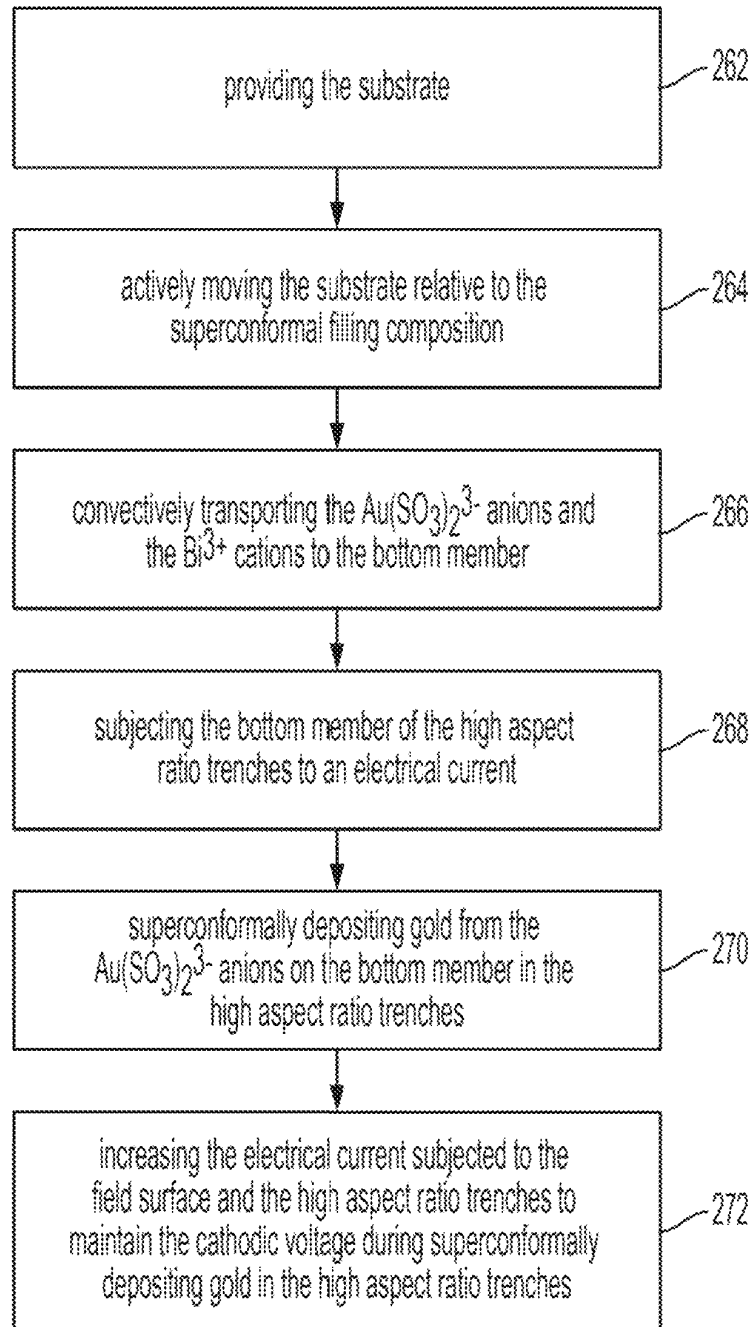 providing the substrate
262
actively moving the substrate relative to the
superconformal filling composition
264
convectively transporting the Au(SO₃)₂³⁻ anions and
the Bi³⁺ cations to the bottom member
266
subjecting the bottom member of the high aspect
ratio trenches to an electrical current
268
superconformally depositing gold from the
Au(SO₃)₂³⁻ anions on the bottom member in the
high aspect ratio trenches
270
increasing the electrical current subjected to the
field surface and the high aspect ratio trenches to
maintain the cathodic voltage during superconformally
depositing gold in the high aspect ratio trenches
272